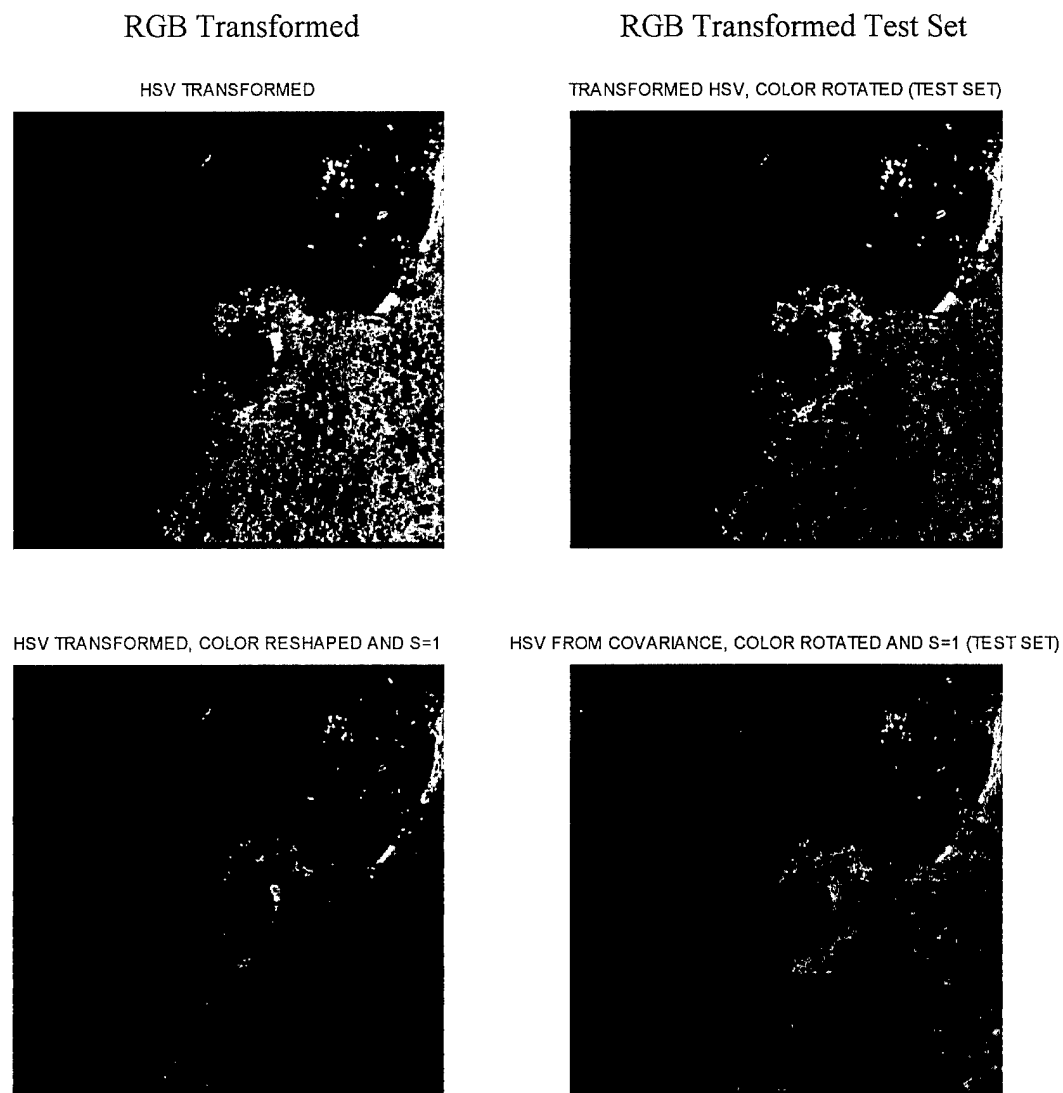 RGB Transformed
RGB Transformed Test Set
HSV TRANSFORMED
TRANSFORMED HSV, COLOR ROTATED (TEST SET)
HSV TRANSFORMED, COLOR RESHAPED AND S=1
HSV FROM COVARIANCE, COLOR ROTATED AND S=1 (TEST SET)